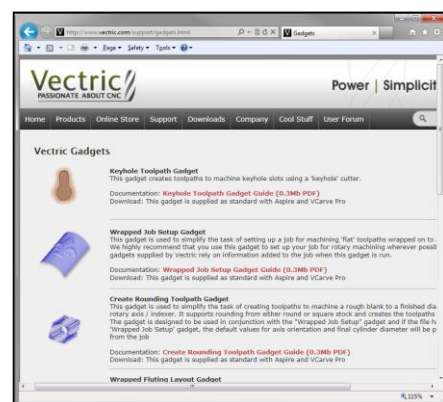 http://www.vectric.com/support/gadgets.html
Gadgets
Page Safety Tools
Vectric
PASSIONATE ABOUT CNC
Power | Simplicit
Home Products Online Store Support Downloads Company Cool Stuff User Forum
Vectric Gadgets
Keyhole Toolpath Gadget
This gadget creates toolpaths to machine keyhole slots using a 'keyhole' cutter.
Documentation: Keyhole Toolpath Gadget Guide (0.3Mb PDF)
Download: This gadget is supplied as standard with Aspire and VCarve Pro
Wrapped Job Setup Gadget
This gadget is used to simplify the task of setting up a job for machining 'flat' toolpaths wrapped on to
We highly recommend that you use this gadget to set up your job for rotary machining wherever possi
gadgets supplied by Vectric rely on information added to the job when this gadget is run.
Documentation: Wrapped Job Setup Gadget Guide (0.3Mb PDF)
Download: This gadget is supplied as standard with Aspire and VCarve Pro
Create Rounding Toolpath Gadget
This gadget is used to simplify the task of creating toolpaths to machine a rough blank to a finished dia
rotary axis / indexer. It supports rounding from either round or square stock and creates the toolpaths
The gadget is designed to be used in conjunction with the "Wrapped Job Setup" gadget and if the file h
'Wrapped Job' gadget, the default values for axis orientation and final cylinder diameter will be p
from the job
Documentation: Create Rounding Toolpath Gadget Guide (0.3Mb PDF)
Download: This gadget is supplied as standard with Aspire and VCarve Pro
Wrapped Fluting Layout Gadget
115%